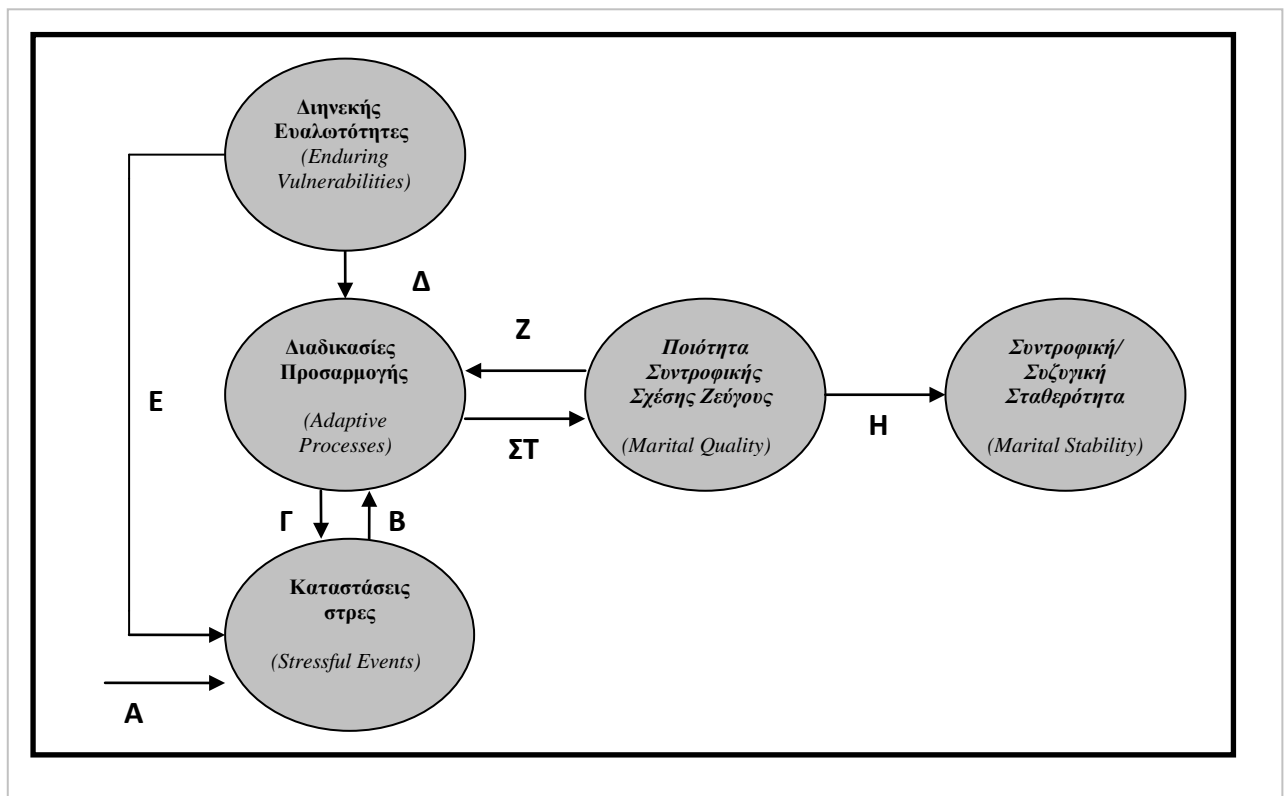 Διηνεκής
Ευαλωτότητες
(Enduring
Vulnerabilities)
Δ
Διαδικασίες
Προσαρμογής
(Adaptive
Processes)
Ζ
ΣΤ
Ποιότητα
Συντροφικής
Σχέσης Ζεύγους
(Marital Quality)
Η
Συντροφική/
Συζυγική
Σταθερότητα
(Marital Stability)
Ε
Γ
Β
Καταστάσεις
στρες
(Stressful Events)
Α